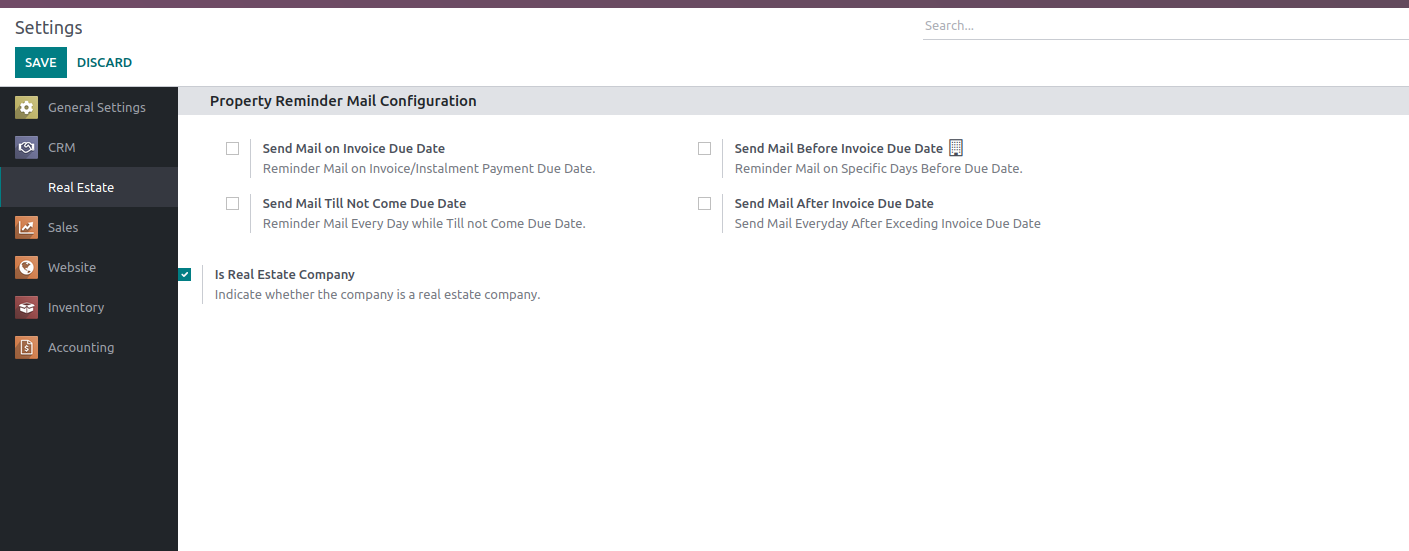 Settings
Search...
SAVE DISCARD
General Settings
CRM
Real Estate
Sales
Website
Inventory
Accounting
Property Reminder Mail Configuration
Send Mail on Invoice Due Date
Reminder Mail on Invoice/Instalment Payment Due Date.
Send Mail Before Invoice Due Date
Reminder Mail on Specific Days Before Due Date.
Send Mail Till Not Come Due Date
Reminder Mail Every Day while Till not Come Due Date.
Send Mail After Invoice Due Date
Send Mail Everyday After Exceding Invoice Due Date
Is Real Estate Company
Indicate whether the company is a real estate company.